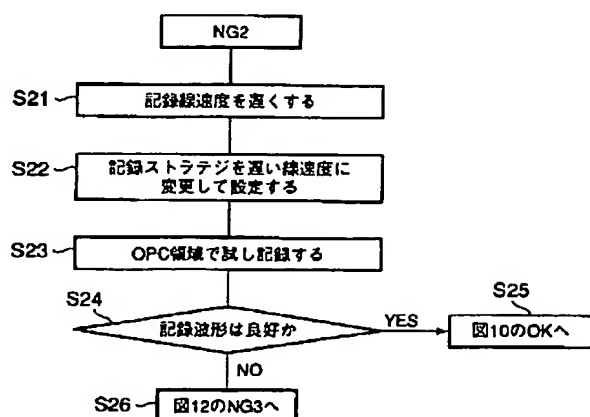 NG2
S21
記録線速度を遅くする
S22
記録ストラテジを遅い線速度に
変更して設定する
S23
OPC領域で試し記録する
S24
記録波形は良好か
YES
S25
図10のOKへ
NO
S26
図12のNG3へ